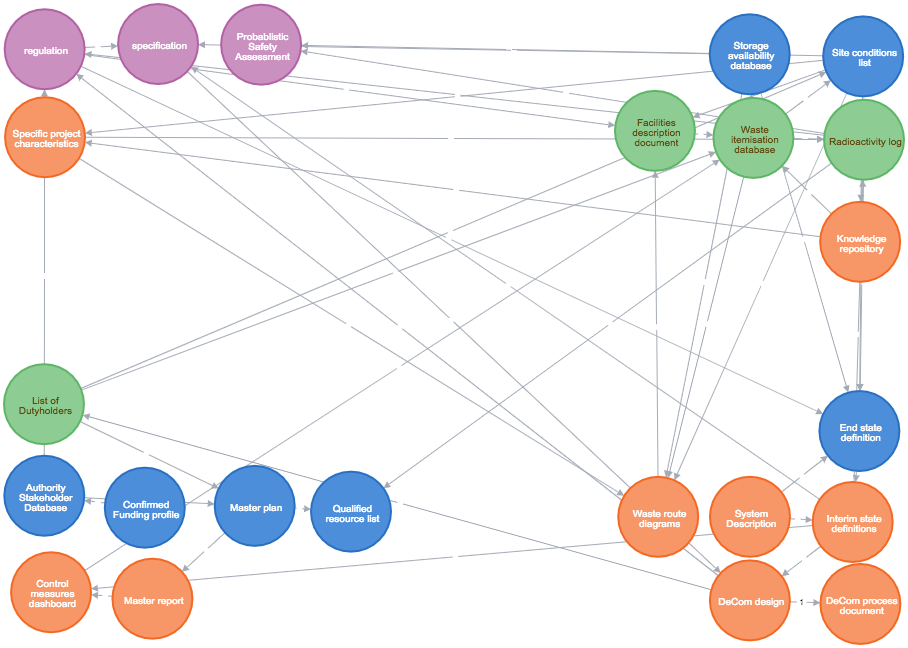 regulation
specification
Probablistic
Safety
Assessment
Storage
availability
database
Site conditions
list
Specific project
characteristics
Facilities
description
document
Waste
itemisation
database
Radioactivity log
Knowledge
repository
List of
Dutyholders
End state
definition
Authority
Stakeholder
Database
Confirmed
Funding profile
Master plan
Qualified
resource list
Waste route
diagrams
System
Description
Interim state
definitions
Control
measures
dashboard
Master report
DeCom design
1
DeCom process
document